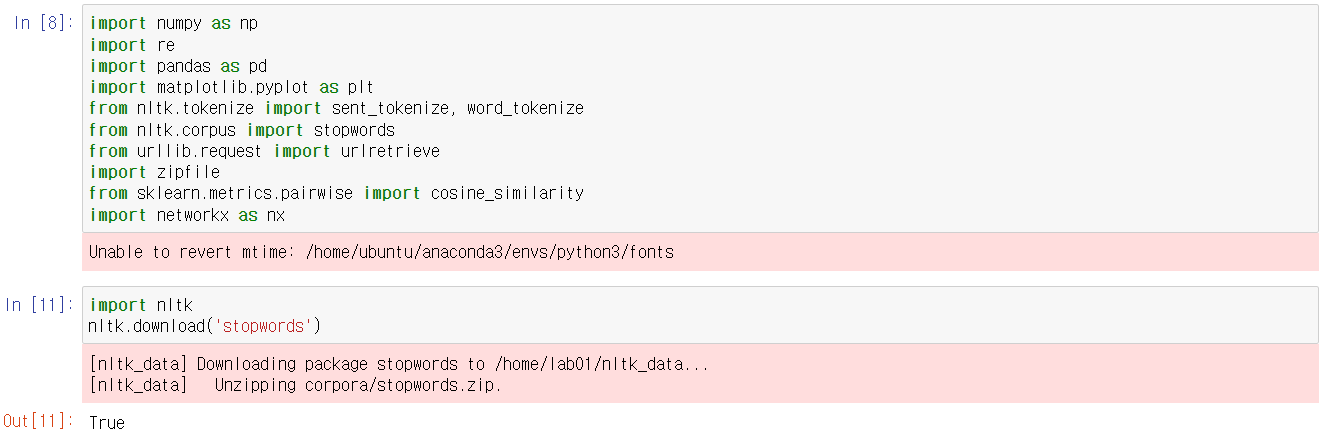 In [8]:
import numpy as np
import re
import pandas as pd
import matplotlib.pyplot as plt
from nltk.tokenize import sent_tokenize, word_tokenize
from nltk.corpus import stopwords
from urllib.request import urlretrieve
import zipfile
from sklearn.metrics.pairwise import cosine_similarity
import networkx as nx
Unable to revert mtime: /home/ubuntu/anaconda3/envs/python3/fonts
In [11]:
import nltk
nltk.download('stopwords')
[nltk_data] Downloading package stopwords to /home/lab01/nltk_data...
[nltk_data]   Unzipping corpora/stopwords.zip.
Out[11]: True